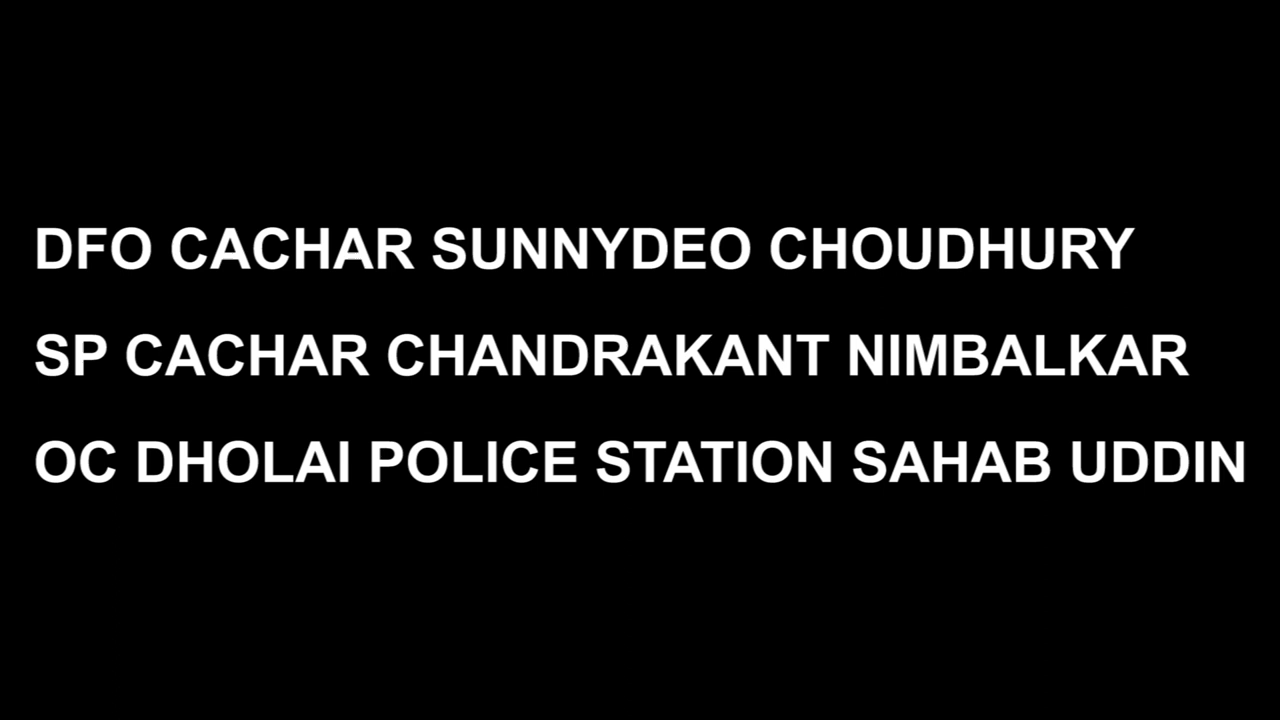 DFO CACHAR SUNNYDEO CHOUDHURY
SP CACHAR CHANDRAKANT NIMBALKAR
OC DHOLAI POLICE STATION SAHAB UDDIN